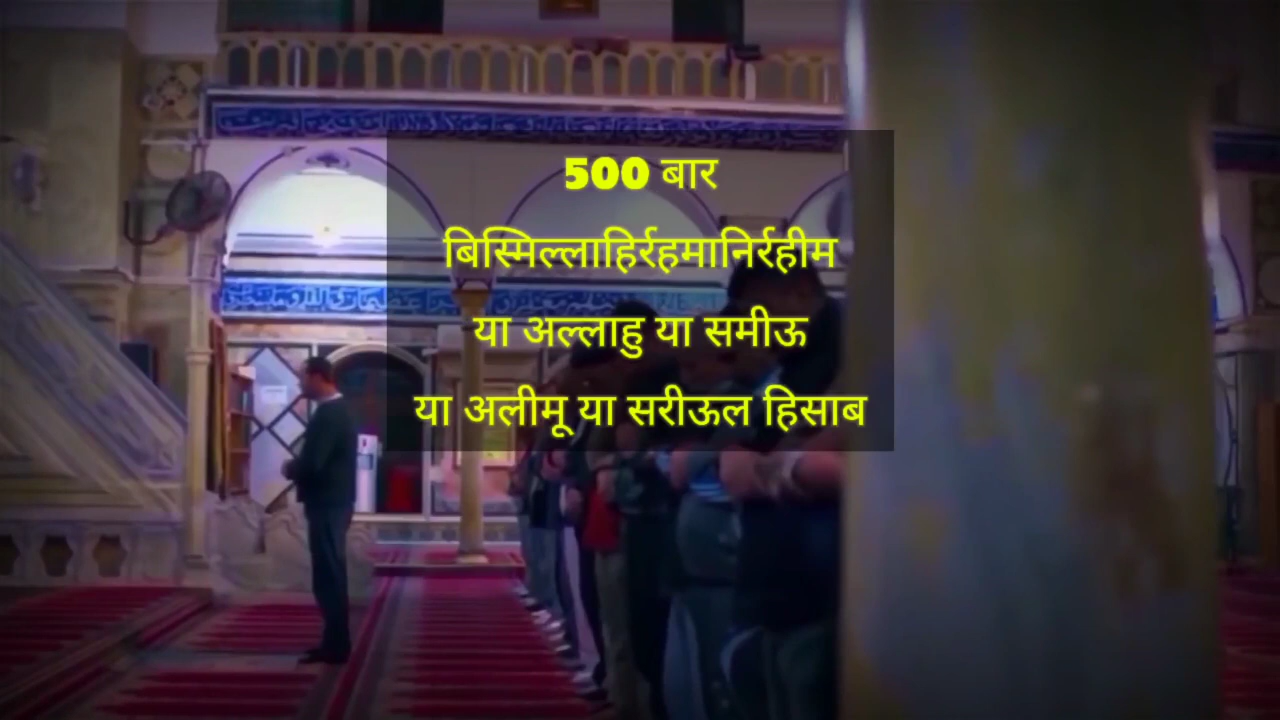 500 बार
बिस्मिल्लाहिर्रहमानिर्रहीम
या अल्लाहु या समीऊ
या अलीमू या सरीऊल हिसाब